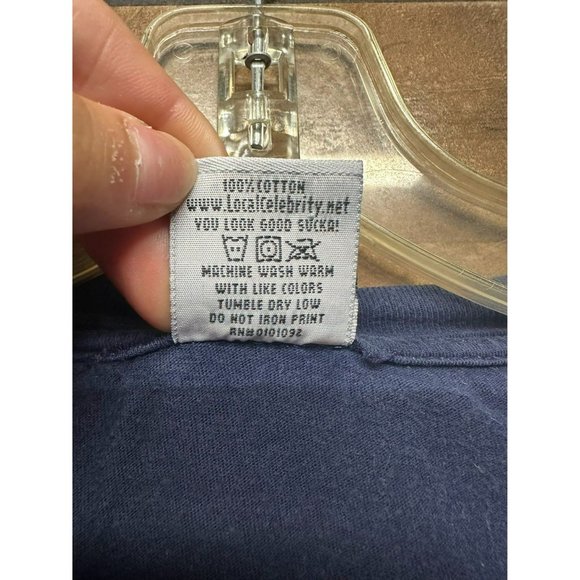 100% COTTON
www.LocalCelebrity.net
YOU LOOK GOOD SUCKA!
MACHINE WASH WARM
WITH LIKE COLORS
TUMBLE DRY LOW
DO NOT IRON PRINT
RN# 0101092